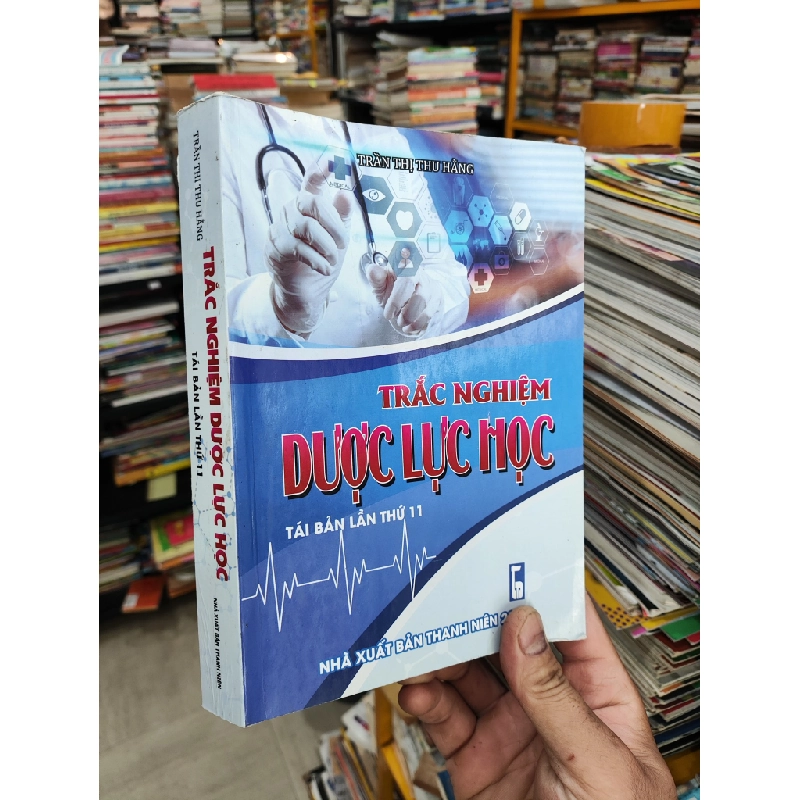 TRẦN THỊ THU HẰNG
TRẮC NGHIỆM DƯỢC LỰC HỌC
TÁI BẢN LẦN THỨ 11
NHÀ XUẤT BẢN THANH NIÊN
TRẦN THỊ THU HẰNG
TRẮC NGHIỆM
DƯỢC LỰC HỌC
TÁI BẢN LẦN THỨ 11
NHÀ XUẤT BẢN THANH NIÊN